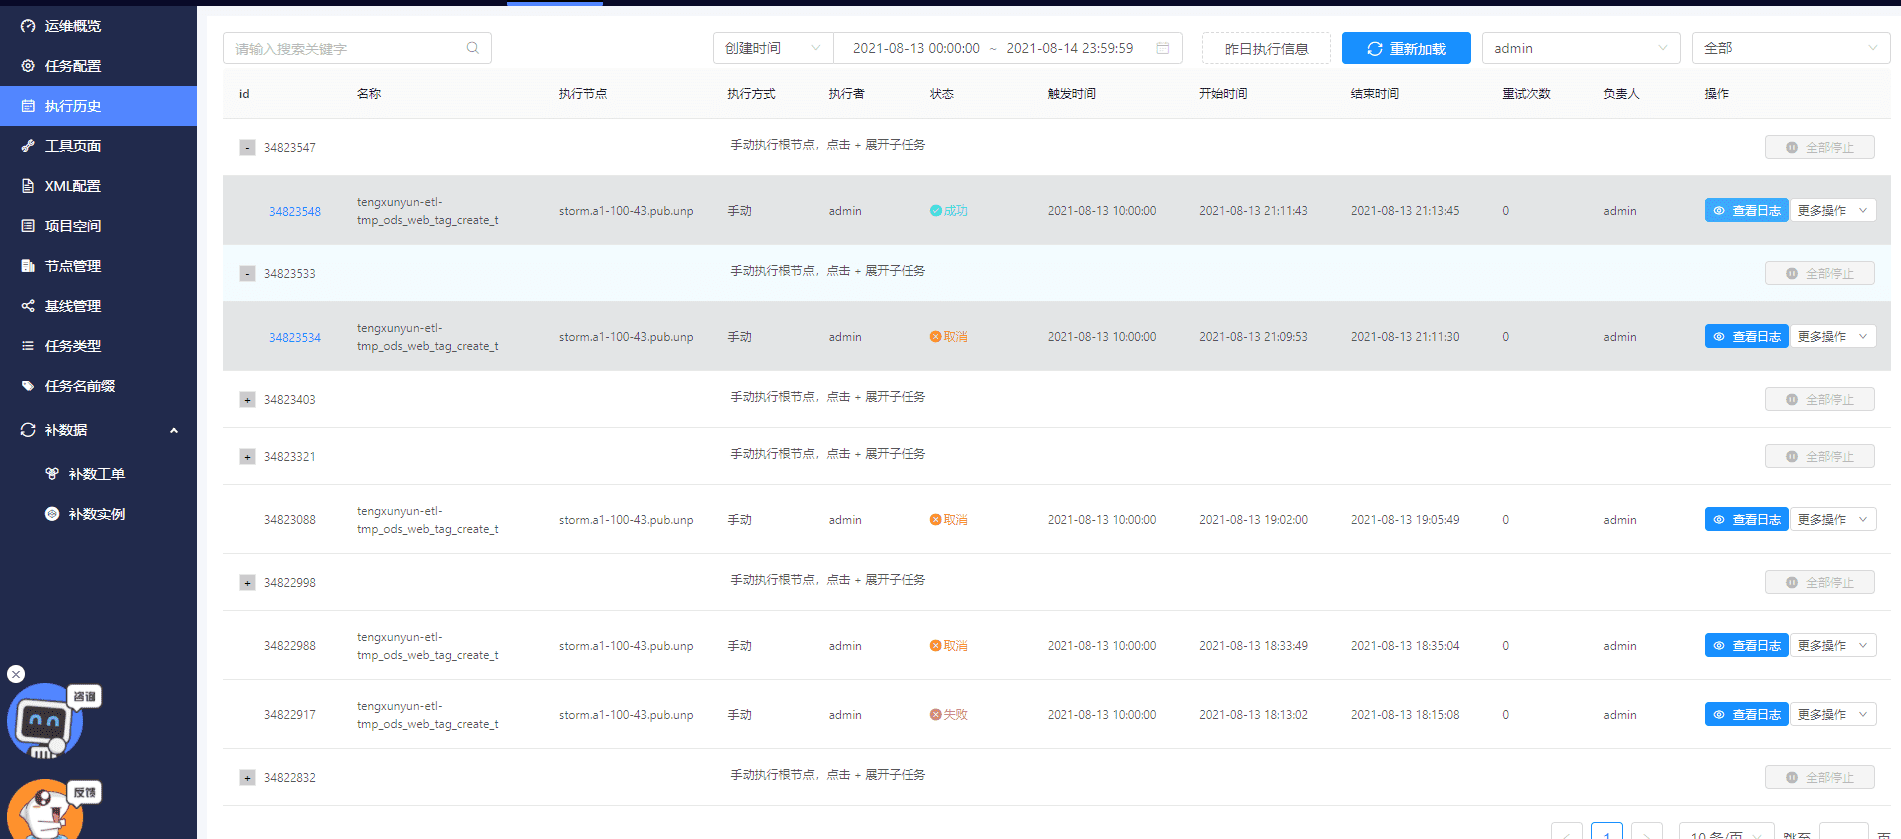 运维概览
任务配置
执行历史
工具页面
XML配置
项目空间
节点管理
基线管理
任务类型
任务名前缀
补数据
补数工单
补数实例
咨询
反馈
请输入搜索关键字
创建时间 2021-08-13 00:00:00 ~ 2021-08-14 23:59:59 昨日执行信息 重新加载 admin 全部
id 名称 执行节点 执行方式 执行者 状态 触发时间 开始时间 结束时间 重试次数 负责人 操作
- 34823547 手动执行根节点，点击 + 展开子任务 全部停止
34823548 tengxunyun-etl-
tmp_ods_web_tag_create_t storm.a1-100-43.pub.unp 手动 admin 成功 2021-08-13 10:00:00 2021-08-13 21:11:43 2021-08-13 21:13:45 0 admin 查看日志 更多操作
- 34823533 手动执行根节点，点击 + 展开子任务 全部停止
34823534 tengxunyun-etl-
tmp_ods_web_tag_create_t storm.a1-100-43.pub.unp 手动 admin 取消 2021-08-13 10:00:00 2021-08-13 21:09:53 2021-08-13 21:11:30 0 admin 查看日志 更多操作
+ 34823403 手动执行根节点，点击 + 展开子任务 全部停止
+ 34823321 手动执行根节点，点击 + 展开子任务 全部停止
34823088 tengxunyun-etl-
tmp_ods_web_tag_create_t storm.a1-100-43.pub.unp 手动 admin 取消 2021-08-13 10:00:00 2021-08-13 19:02:00 2021-08-13 19:05:49 0 admin 查看日志 更多操作
+ 34822998 手动执行根节点，点击 + 展开子任务 全部停止
34822988 tengxunyun-etl-
tmp_ods_web_tag_create_t storm.a1-100-43.pub.unp 手动 admin 取消 2021-08-13 10:00:00 2021-08-13 18:33:49 2021-08-13 18:35:04 0 admin 查看日志 更多操作
34822917 tengxunyun-etl-
tmp_ods_web_tag_create_t storm.a1-100-43.pub.unp 手动 admin 失败 2021-08-13 10:00:00 2021-08-13 18:13:02 2021-08-13 18:15:08 0 admin 查看日志 更多操作
+ 34822832 手动执行根节点，点击 + 展开子任务 全部停止
< 1 > 10 条/页 跳至 页